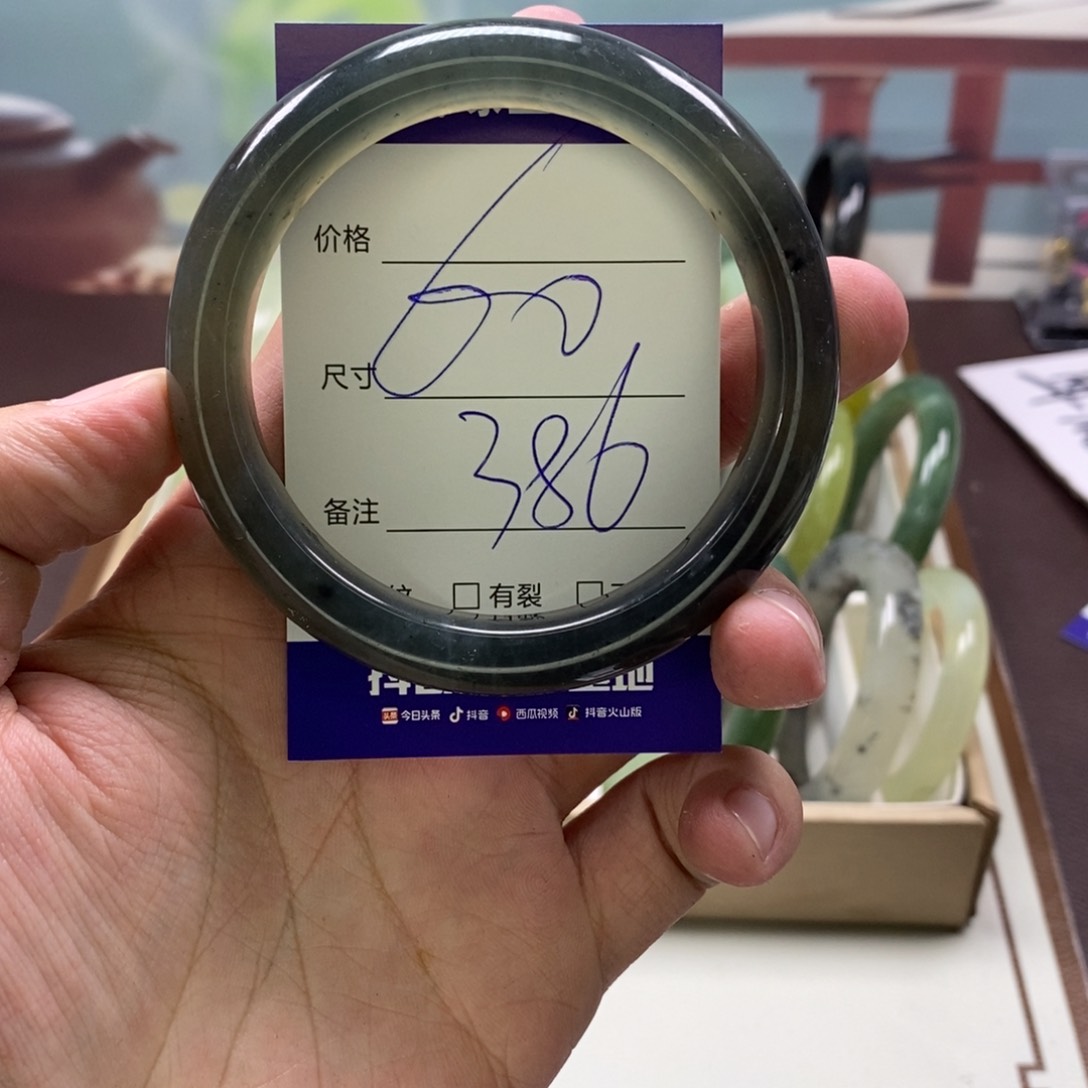 价格
60
尺寸
386
备注
有裂
今日头条 抖音 西瓜视频 抖音火山版